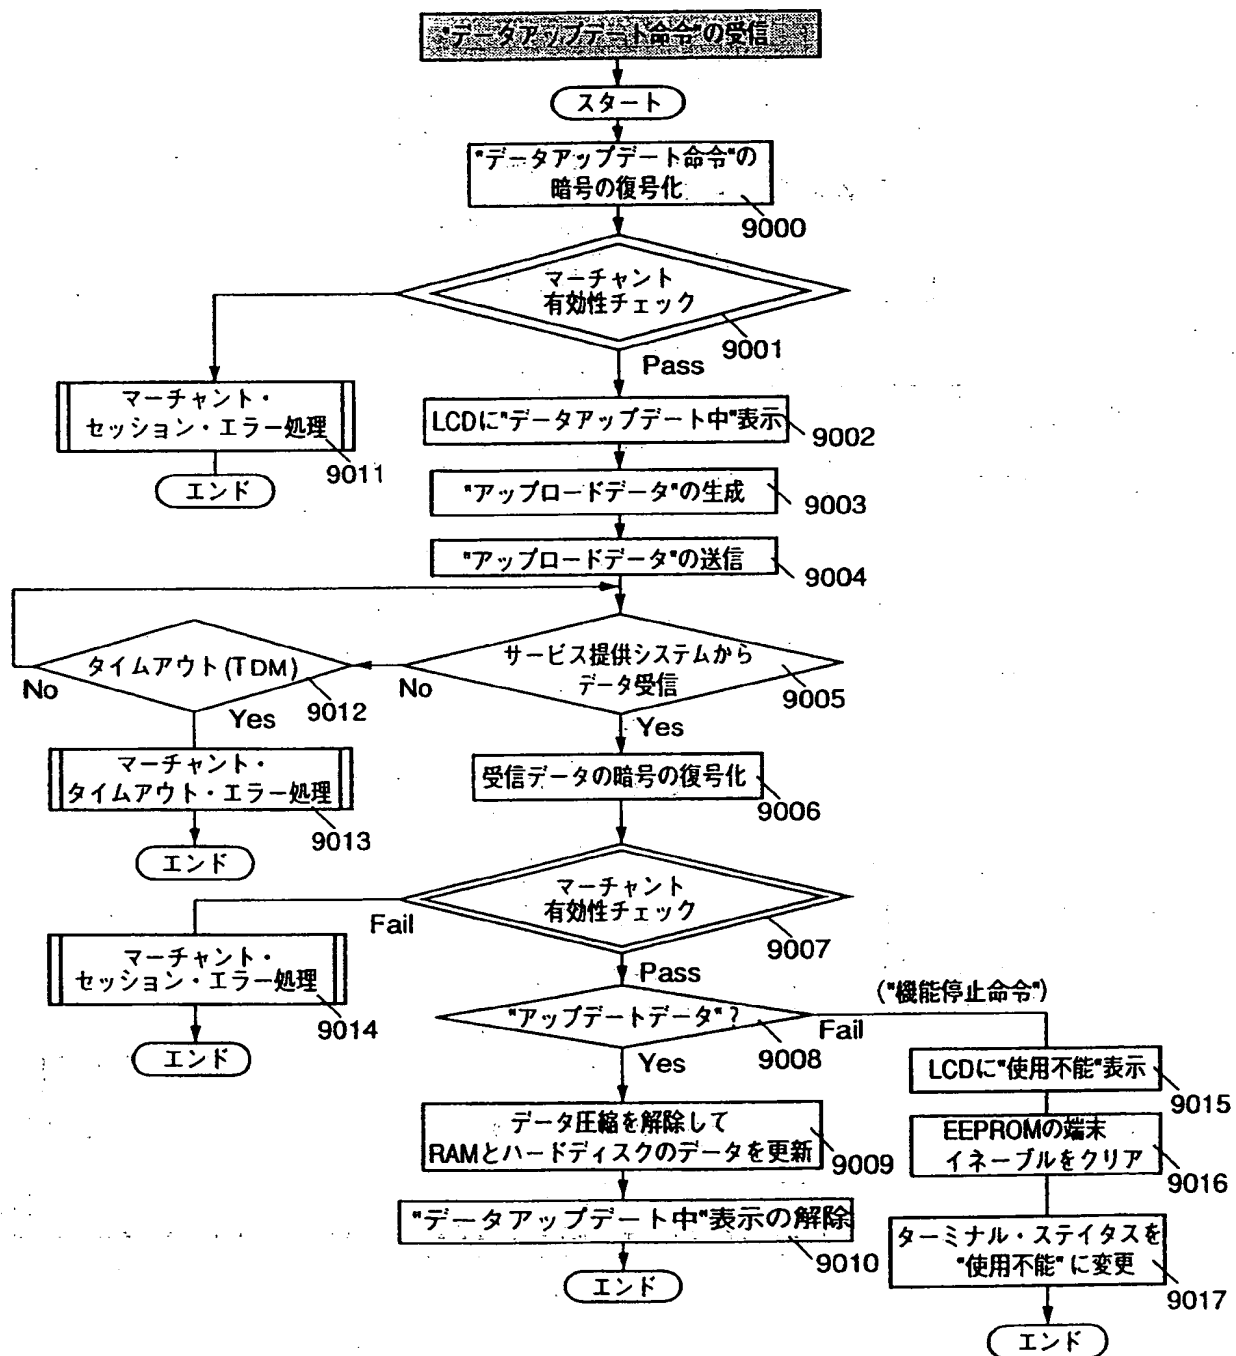 "データアップデート命令"の受信
スタート
"データアップデート命令"の
暗号の復号化
9000
マーチャント
有効性チェック
9001
Pass
マーチャント・
セッション・エラー処理
9011
エンド
LCDに"データアップデート中"表示
9002
"アップロードデータ"の生成
9003
"アップロードデータ"の送信
9004
タイムアウト(TDM)
No
9012
Yes
サービス提供システムから
データ受信
No
9005
Yes
マーチャント・
タイムアウト・エラー処理
9013
エンド
受信データの暗号の復号化
9006
マーチャント
有効性チェック
Fail
9007
Pass
マーチャント・
セッション・エラー処理
9014
エンド
"アップデートデータ"?
9008
("機能停止命令")
Fail
Yes
LCDに"使用不能"表示
9015
データ圧縮を解除して
RAMとハードディスクのデータを更新
9009
EEPROMの端末
イネーブルをクリア
9016
"データアップデート中"表示の解除
9010
エンド
ターミナル・ステイタスを
"使用不能"に変更
9017
エンド